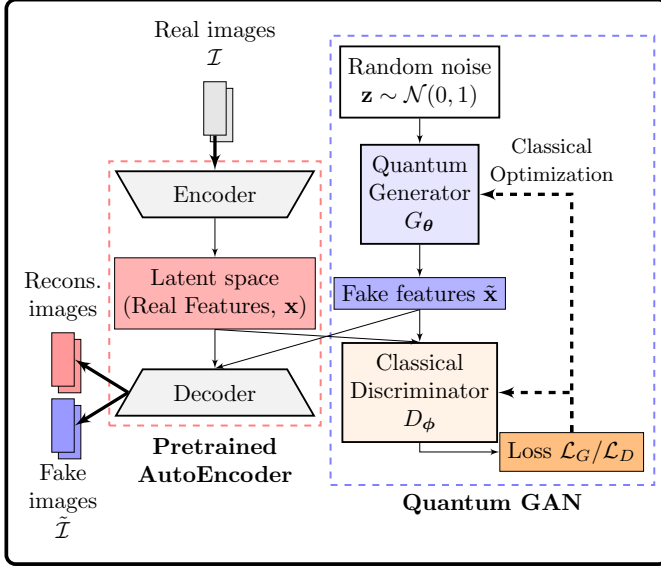 Real images
ℐ
Encoder
Latent space
(Real Features, 𝐱)
Recons.
images
Decoder
Fake
images
ℐ̃
Pretrained
AutoEncoder
Random noise
𝐳 ∼ 𝒩(0, 1)
Quantum
Generator
G_𝜽
Classical
Optimization
Fake features 𝐱̃
Classical
Discriminator
D_𝝓
Loss ℒ_G/ℒ_D
Quantum GAN